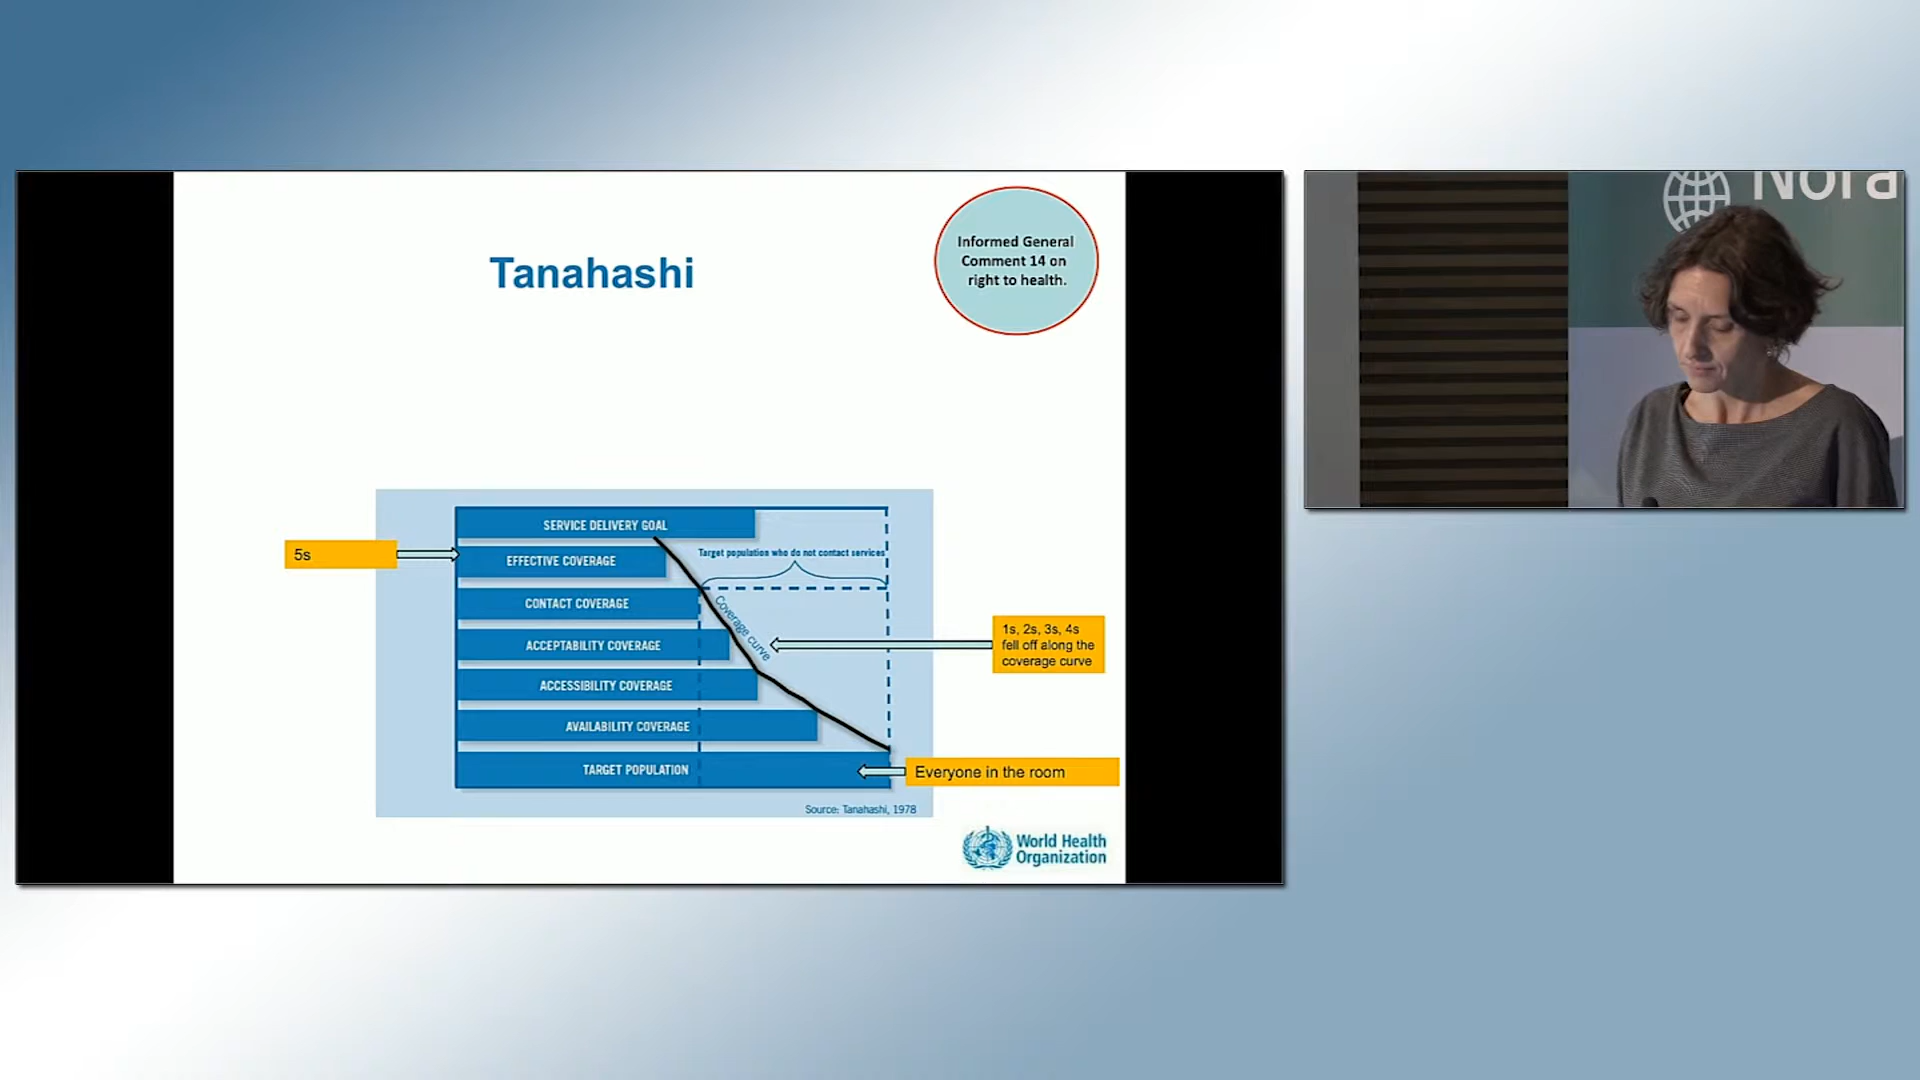 Tanahashi
Informed General
Comment 14 on
right to health.
SERVICE DELIVERY GOAL
EFFECTIVE COVERAGE
CONTACT COVERAGE
ACCEPTABILITY COVERAGE
ACCESSIBILITY COVERAGE
AVAILABILITY COVERAGE
TARGET POPULATION
Target population who do not contact services
Coverage curve
5s
1s, 2s, 3s, 4s
fell off along the
coverage curve
Everyone in the room
Source: Tanahashi, 1978
World Health
Organization